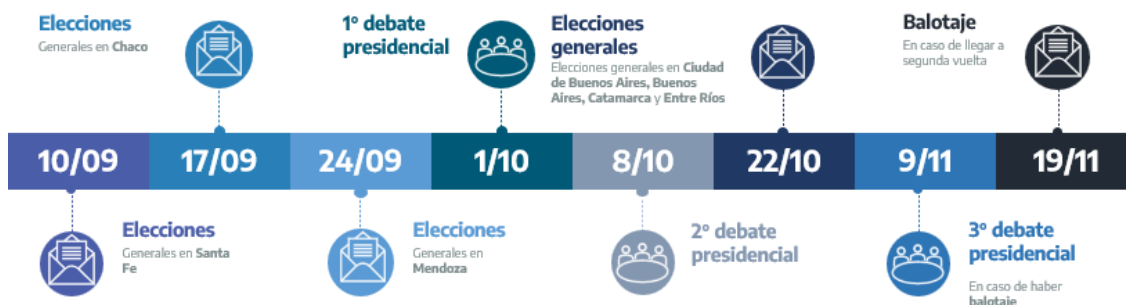 Elecciones
Generales en Chaco
1º debate
presidencial
Elecciones
generales
Elecciones generales en Ciudad
de Buenos Aires, Buenos
Aires, Catamarca y Entre Ríos
Balotaje
En caso de llegar a
segunda vuelta
10/09
17/09
24/09
1/10
8/10
22/10
9/11
19/11
Elecciones
Generales en Santa
Fe
Elecciones
Generales en
Mendoza
2º debate
presidencial
3º debate
presidencial
En caso de haber
balotaje